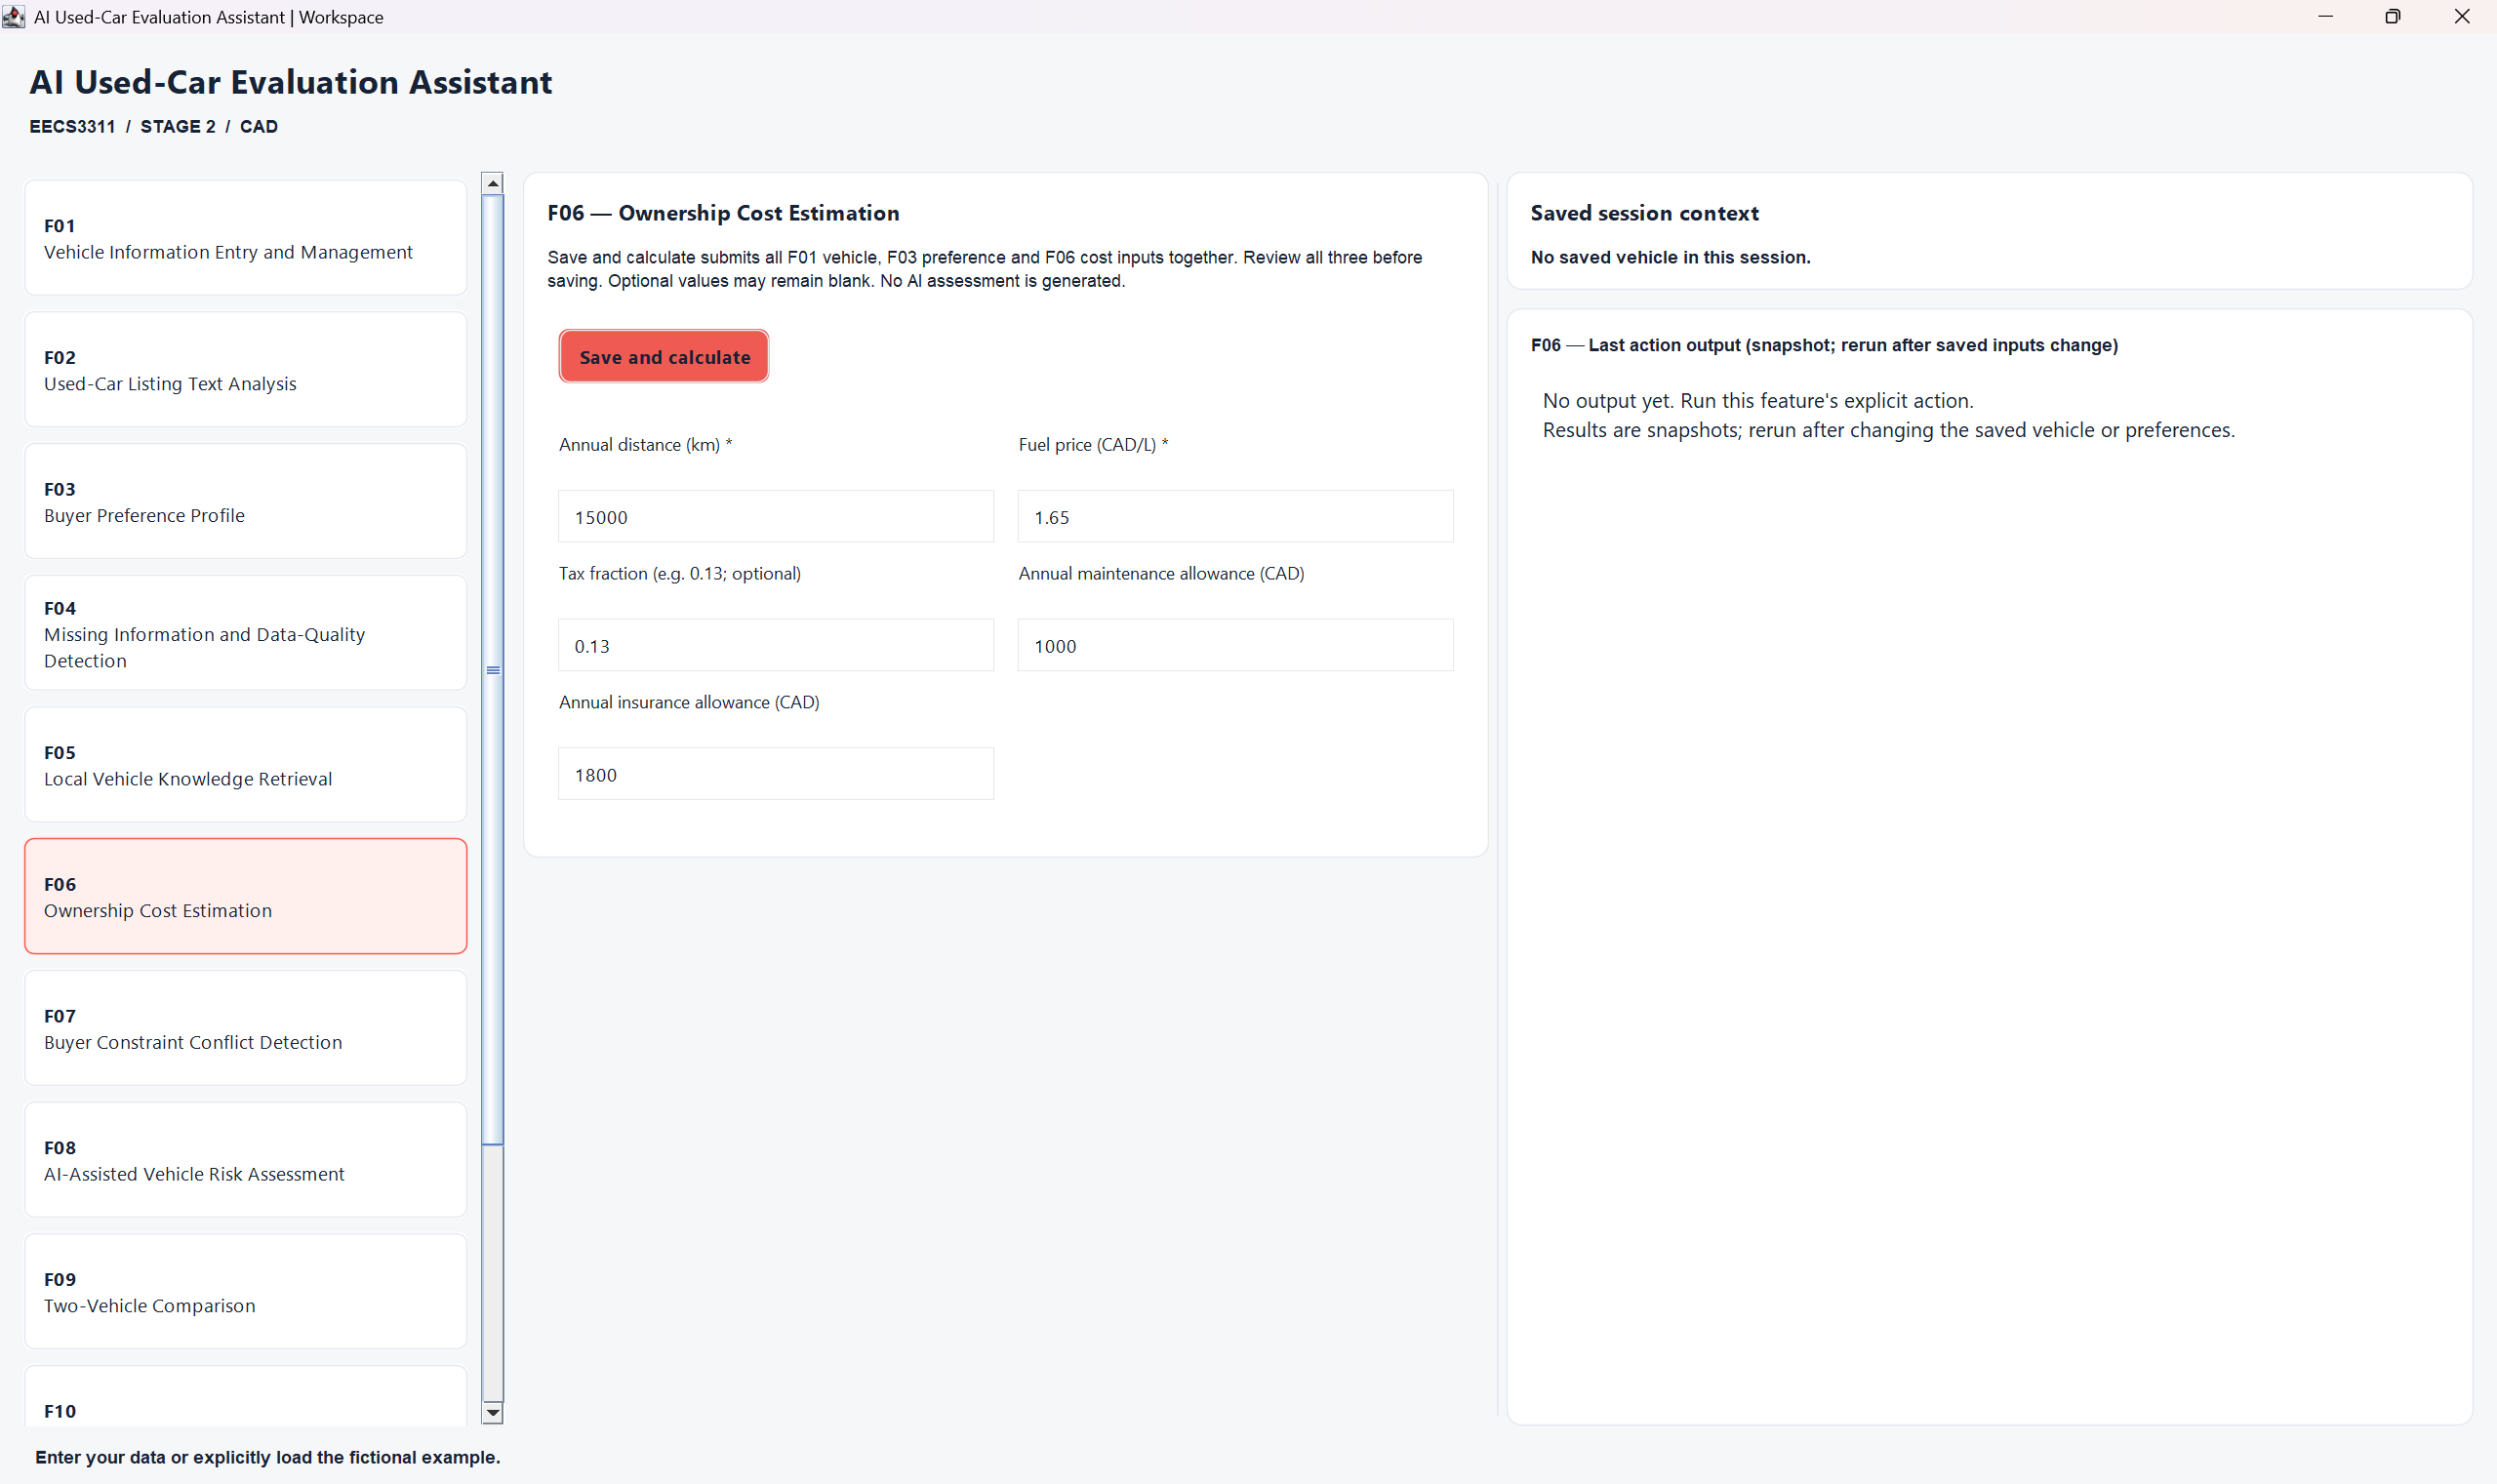 AI Used-Car Evaluation Assistant | Workspace
AI Used-Car Evaluation Assistant
EECS3311 / STAGE 2 / CAD
F01
Vehicle Information Entry and Management
F02
Used-Car Listing Text Analysis
F03
Buyer Preference Profile
F04
Missing Information and Data-Quality
Detection
F05
Local Vehicle Knowledge Retrieval
F06
Ownership Cost Estimation
F07
Buyer Constraint Conflict Detection
F08
AI-Assisted Vehicle Risk Assessment
F09
Two-Vehicle Comparison
F10
F06 — Ownership Cost Estimation
Save and calculate submits all F01 vehicle, F03 preference and F06 cost inputs together. Review all three before
saving. Optional values may remain blank. No AI assessment is generated.
Save and calculate
Annual distance (km) *
Fuel price (CAD/L) *
15000
1.65
Tax fraction (e.g. 0.13; optional)
Annual maintenance allowance (CAD)
0.13
1000
Annual insurance allowance (CAD)
1800
Saved session context
No saved vehicle in this session.
F06 — Last action output (snapshot; rerun after saved inputs change)
No output yet. Run this feature's explicit action.
Results are snapshots; rerun after changing the saved vehicle or preferences.
Enter your data or explicitly load the fictional example.